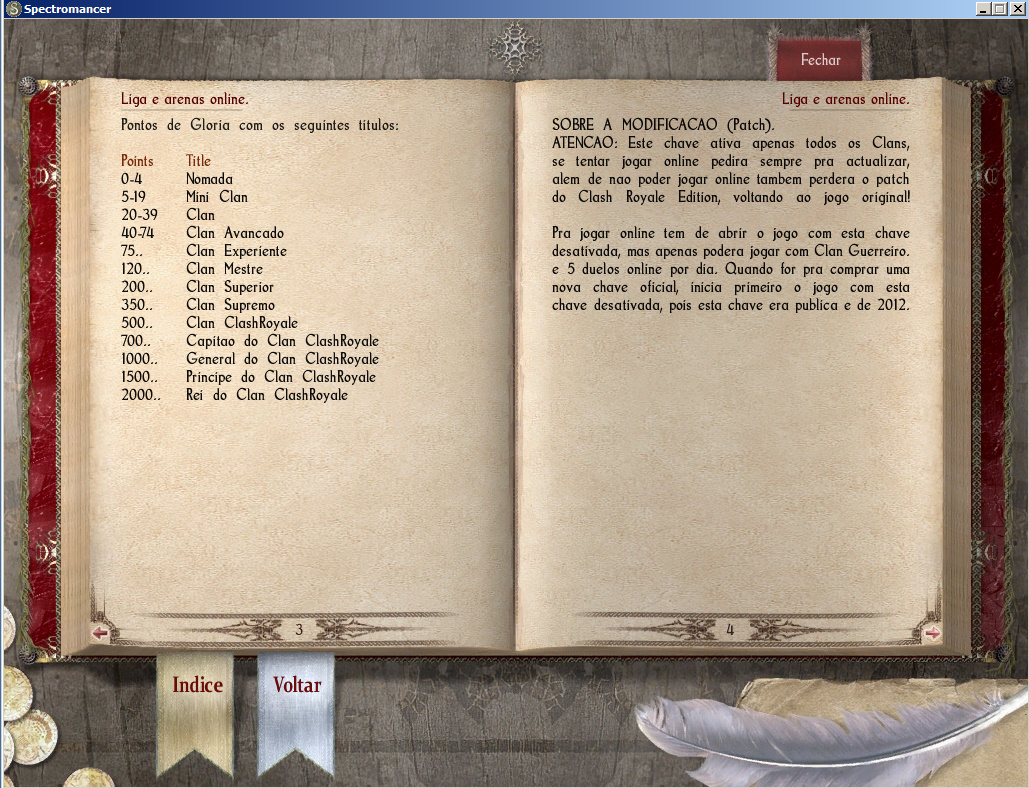 Spectromancer
Fechar
Liga e arenas online.
Pontos de Gloria com os seguintes titulos:
Points Title
0-4 Nomada
5-19 Mini Clan
20-39 Clan
40-74 Clan Avancado
75.. Clan Experiente
120.. Clan Mestre
200.. Clan Superior
350.. Clan Supremo
500.. Clan ClashRoyale
700.. Capitao do Clan ClashRoyale
1000.. General do Clan ClashRoyale
1500.. Principe do Clan ClashRoyale
2000.. Rei do Clan ClashRoyale
3
Liga e arenas online.
SOBRE A MODIFICACAO (Patch).
ATENCAO: Este chave ativa apenas todos os Clans,
se tentar jogar online pedira sempre pra actualizar,
alem de nao poder jogar online tambem perdera o patch
do Clash Royale Edition, voltando ao jogo original!
Pra jogar online tem de abrir o jogo com esta chave
desativada, mas apenas podera jogar com Clan Guerreiro.
e 5 duelos online por dia. Quando for pra comprar uma
nova chave oficial, inicia primeiro o jogo com esta
chave desativada, pois esta chave era publica e de 2012.
4
Indice
Voltar